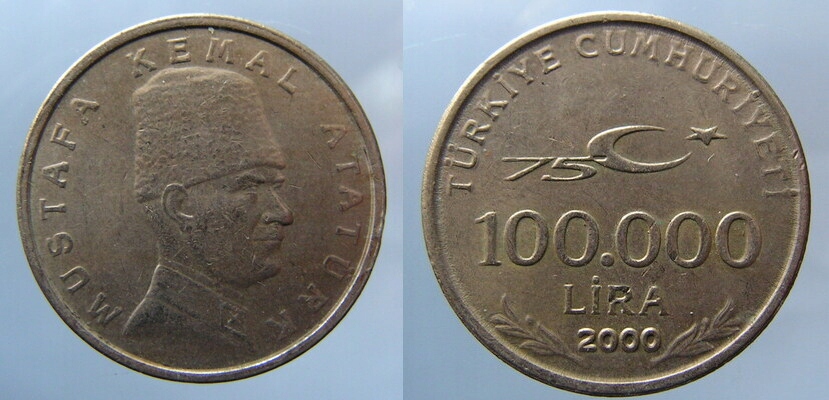 MUSTAFA KEMAL ATATÜRK
TÜRKİYE CUMHURİYETİ
75
100.000
LİRA
2000